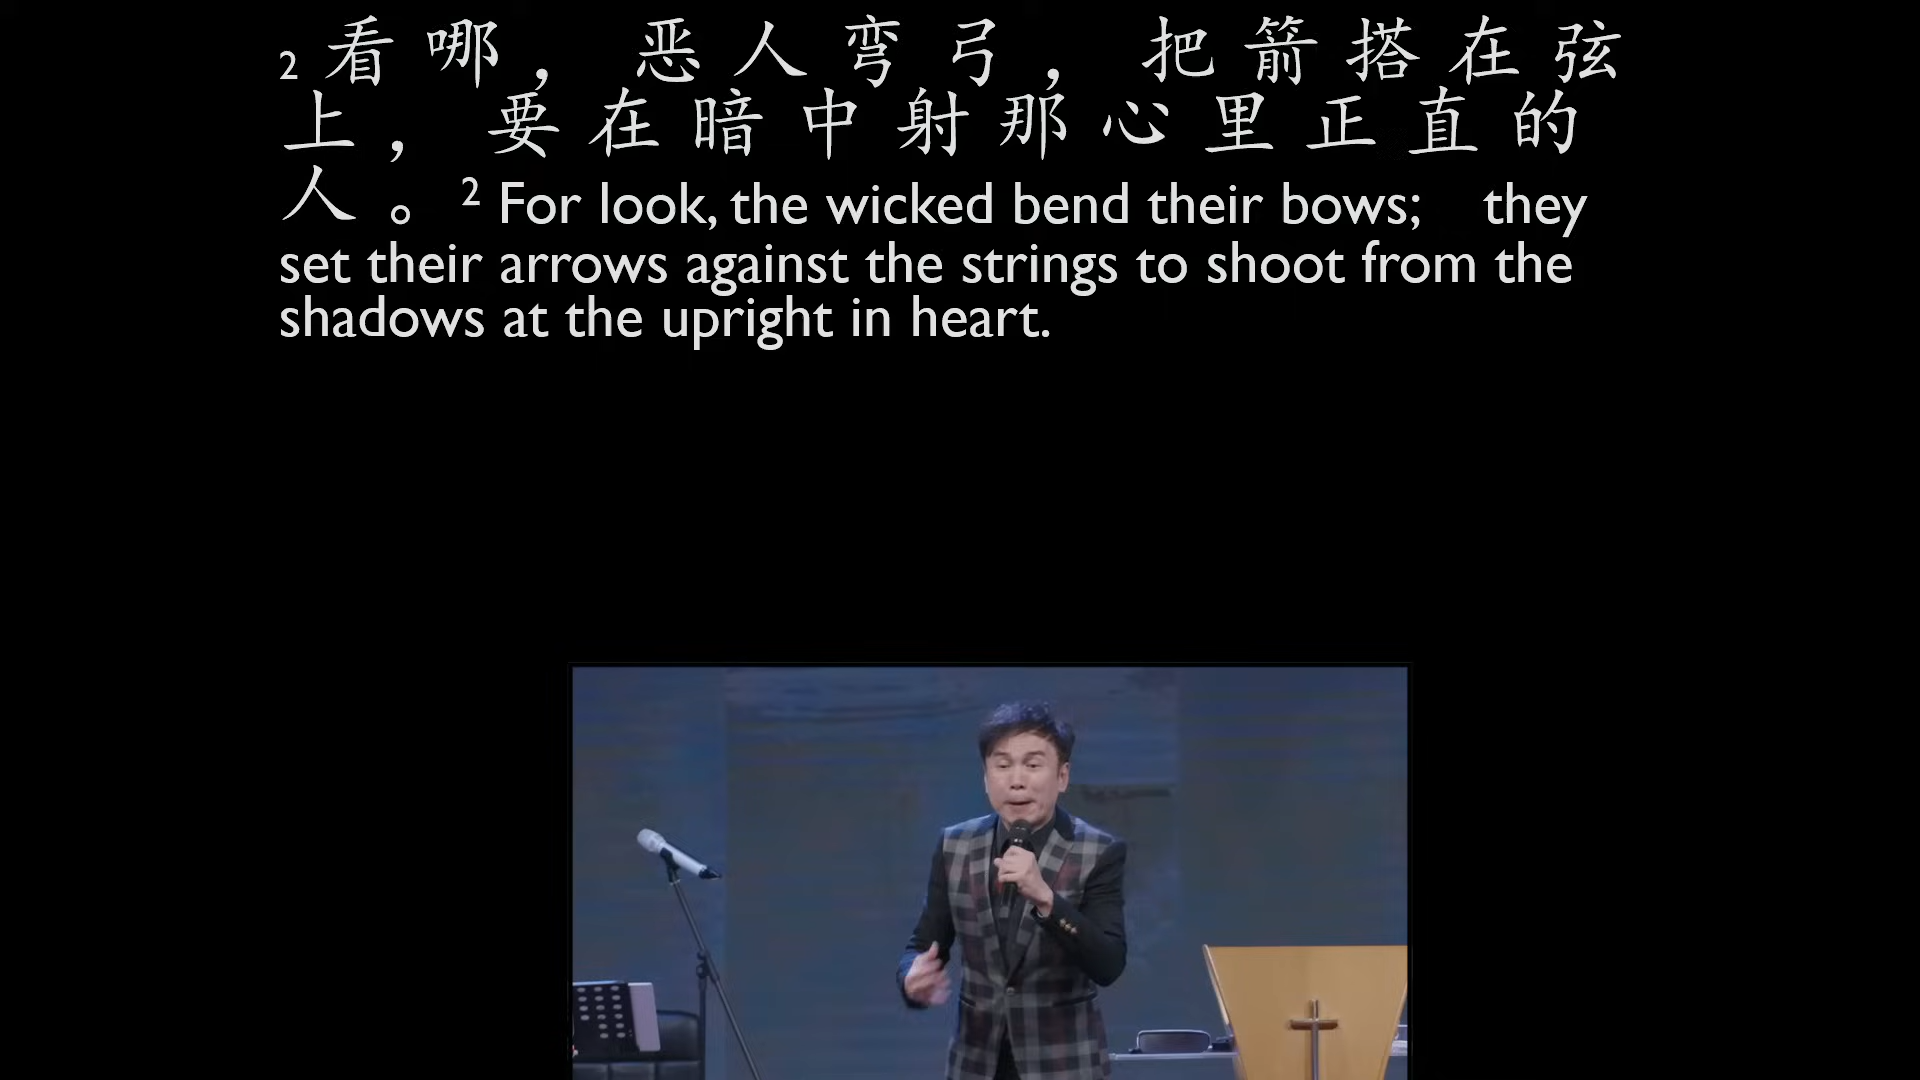 2 看哪，恶人弯弓，把箭搭在弦
上，要在暗中射那心里正直的
人。2 For look, the wicked bend their bows; they
set their arrows against the strings to shoot from the
shadows at the upright in heart.